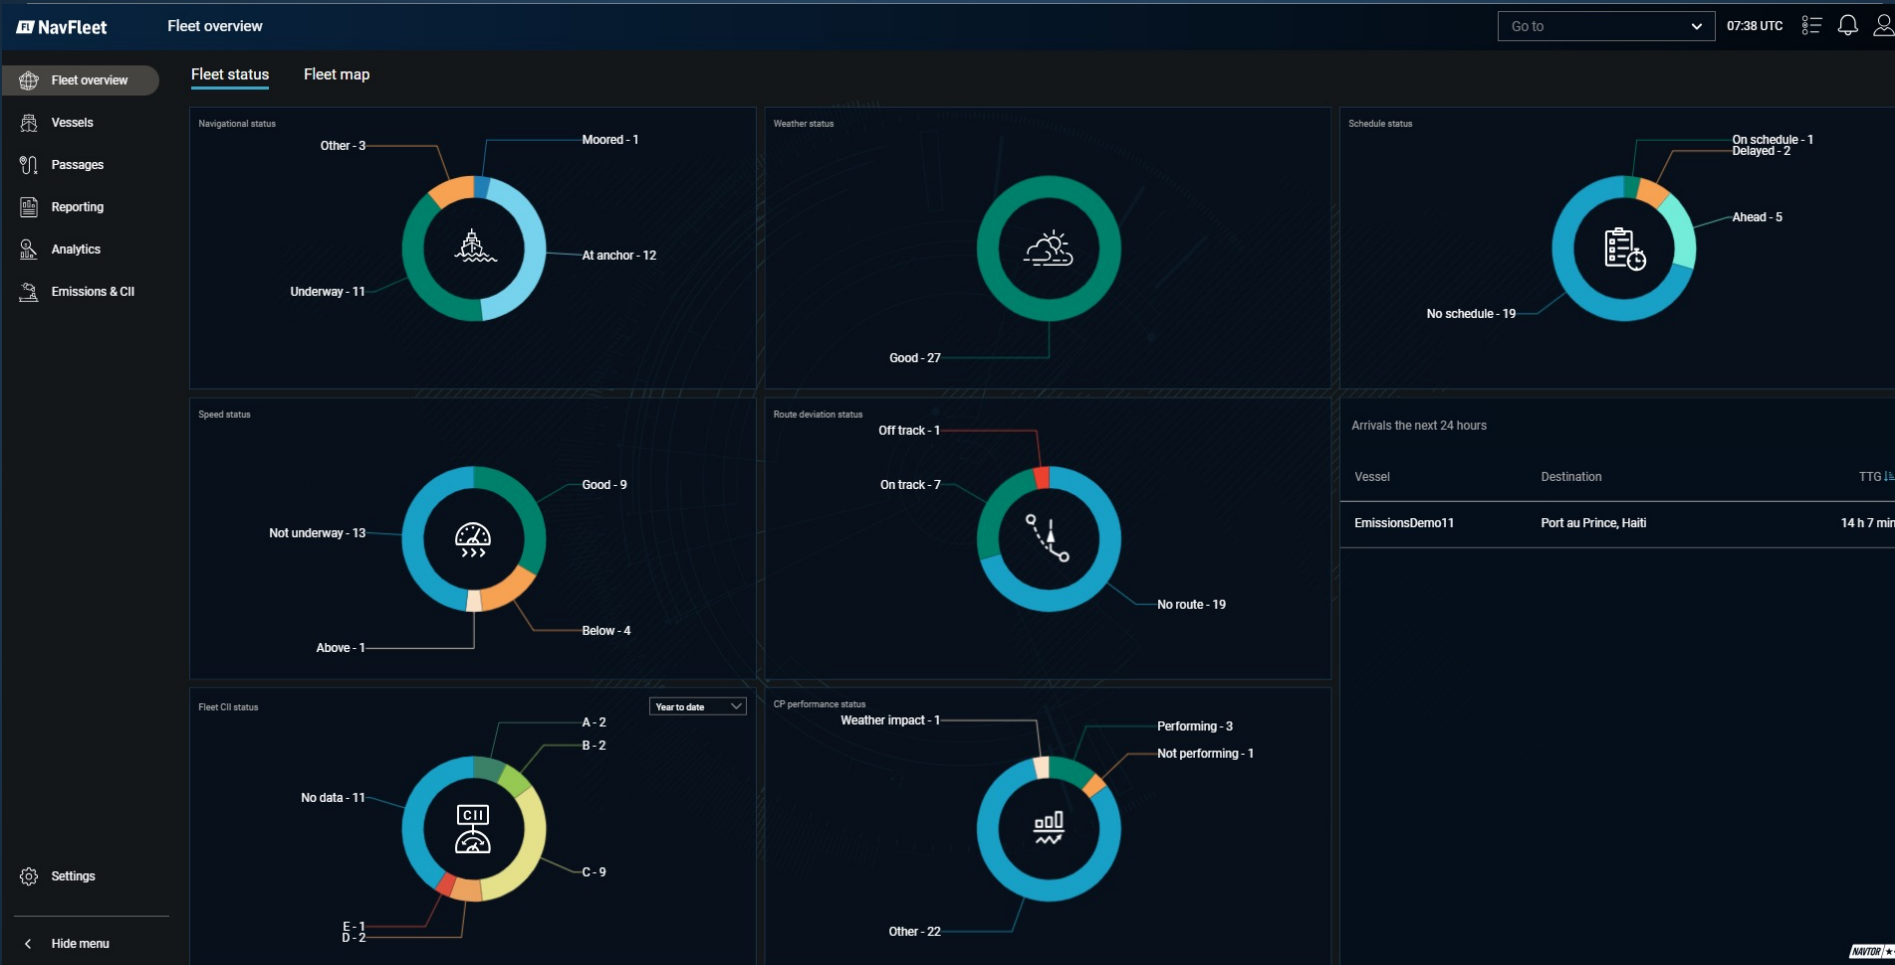 FL NavFleet
Fleet overview
Go to
07:38 UTC
Fleet overview
Vessels
Passages
Reporting
Analytics
Emissions & CII
Settings
Hide menu
Fleet status
Fleet map
Navigational status
Other - 3
Moored - 1
At anchor - 12
Underway - 11
Weather status
Good - 27
Schedule status
On schedule - 1
Delayed - 2
Ahead - 5
No schedule - 19
Speed status
Good - 9
Not underway - 13
Below - 4
Above - 1
Route deviation status
Off track - 1
On track - 7
No route - 19
Arrivals the next 24 hours
Vessel Destination TTG
EmissionsDemo11 Port au Prince, Haiti 14 h 7 min
Fleet CII status
Year to date
A - 2
B - 2
No data - 11
CII
C - 9
E - 1
D - 2
CP performance status
Weather impact - 1
Performing - 3
Not performing - 1
Other - 22
NAVTOR